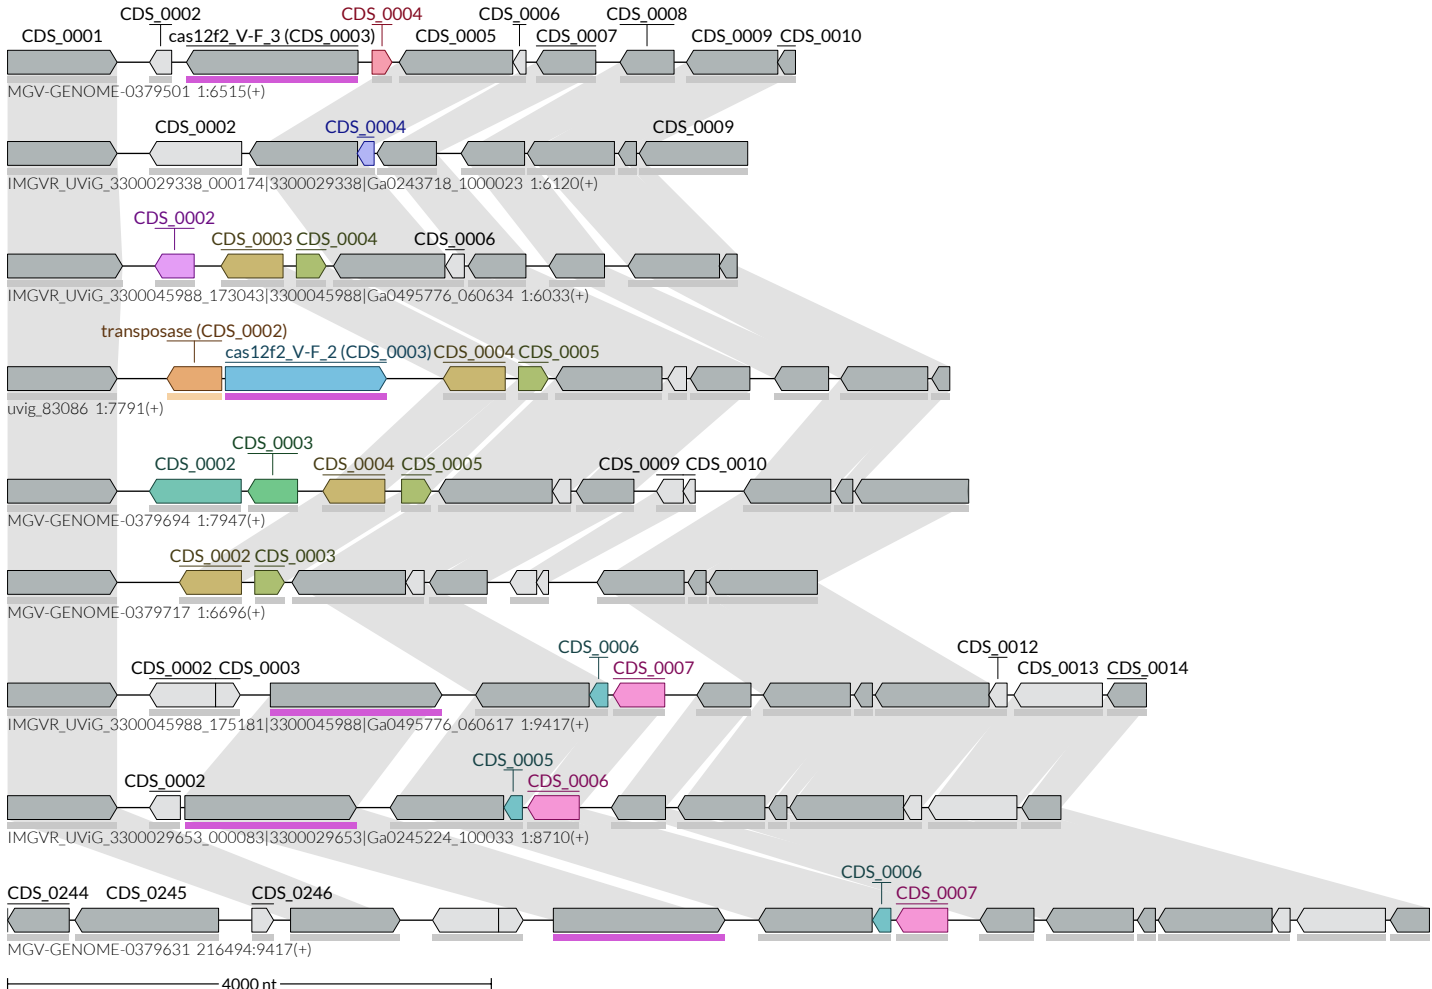 CDS_0002 CDS_0004 CDS_0006 CDS_0008
CDS_0001 cas12f2_V-F_3 (CDS_0003) CDS_0005 CDS_0007 CDS_0009 CDS_0010
MGV-GENOME-0379501 1:6515(+)
CDS_0002 CDS_0004 CDS_0009
IMGVR_UViG_3300029338_000174|3300029338|Ga0243718_1000023 1:6120(+)
CDS_0002
CDS_0003 CDS_0004 CDS_0006
IMGVR_UViG_3300045988_173043|3300045988|Ga0495776_060634 1:6033(+)
transposase (CDS_0002)
cas12f2_V-F_2 (CDS_0003) CDS_0004 CDS_0005
uvig_83086 1:7791(+)
CDS_0003
CDS_0002 CDS_0004 CDS_0005 CDS_0009 CDS_0010
MGV-GENOME-0379694 1:7947(+)
CDS_0002 CDS_0003
MGV-GENOME-0379717 1:6696(+)
CDS_0006 CDS_0012
CDS_0002 CDS_0003 CDS_0007 CDS_0013 CDS_0014
IMGVR_UViG_3300045988_175181|3300045988|Ga0495776_060617 1:9417(+)
CDS_0005
CDS_0002 CDS_0006
IMGVR_UViG_3300029653_000083|3300029653|Ga0245224_100033 1:8710(+)
CDS_0006
CDS_0244 CDS_0245 CDS_0246 CDS_0007
MGV-GENOME-0379631 216494:9417(+)
4000 nt